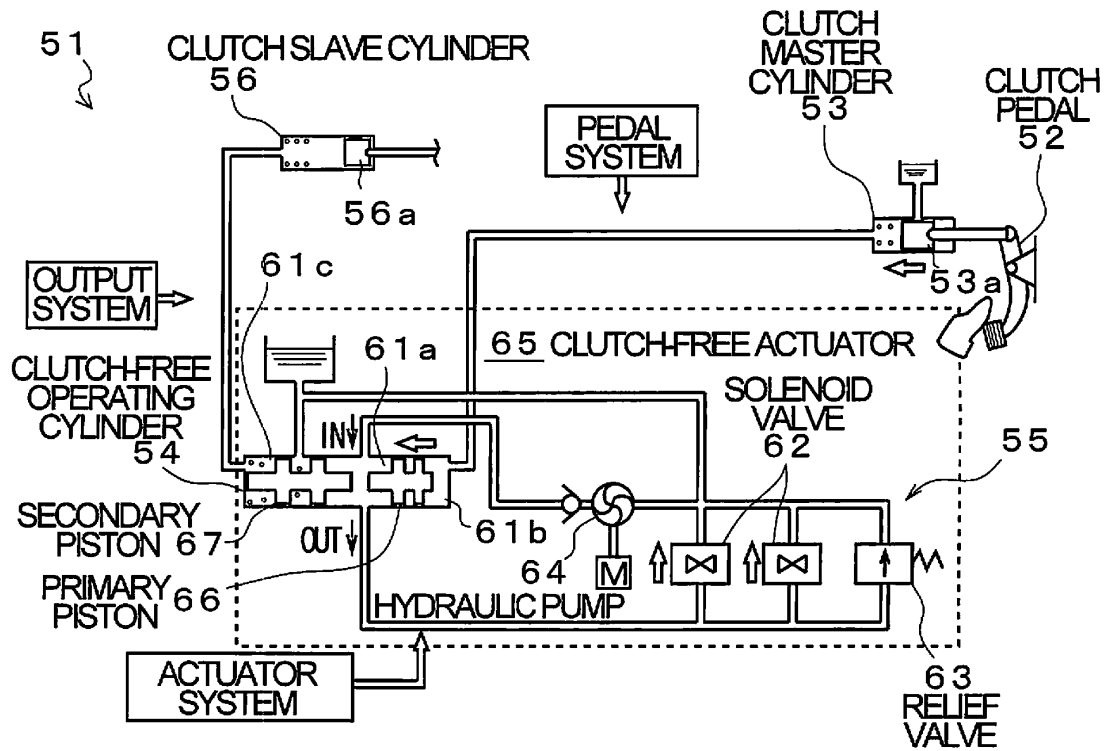 51
CLUTCH SLAVE CYLINDER
56
56a
PEDAL
SYSTEM
CLUTCH
MASTER
CYLINDER
53
CLUTCH
PEDAL
52
53a
OUTPUT
SYSTEM
61c
CLUTCH-FREE
OPERATING
CYLINDER
54
61a
65 CLUTCH-FREE ACTUATOR
SOLENOID
VALVE
62
55
IN
OUT
SECONDARY
PISTON 67
PRIMARY
PISTON 66
61b
64
M
HYDRAULIC PUMP
ACTUATOR
SYSTEM
63
RELIEF
VALVE